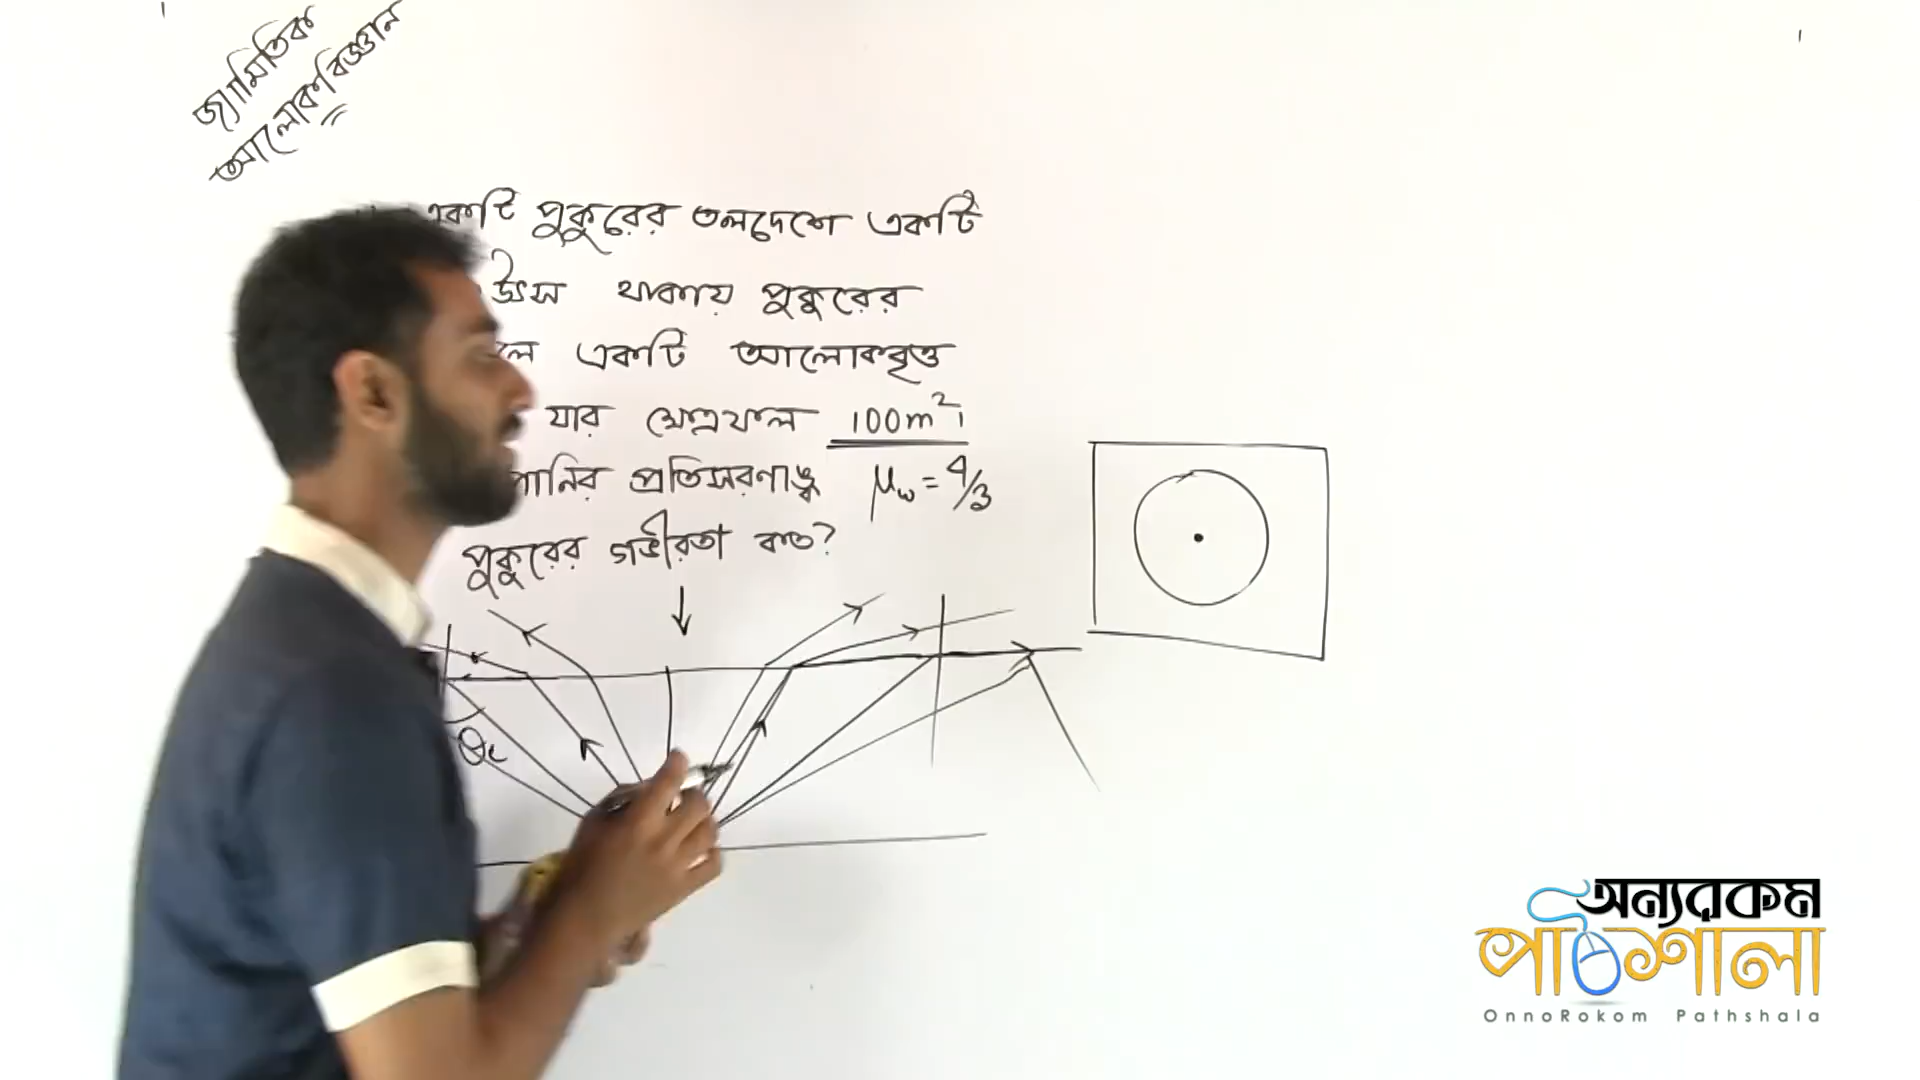 জ্যামিতিক
আলোকবিজ্ঞান
একটি পুকুরের তলদেশে একটি
উৎস থাকায় পুকুরের
লে একটি আলোকবৃত্ত
যার ক্ষেত্রফল 100m²।
পানির প্রতিসরণাঙ্ক μw = 4/3
পুকুরের গভীরতা কত?
θc
অন্যরকম
পাঠশালা
OnnoRokom Pathshala